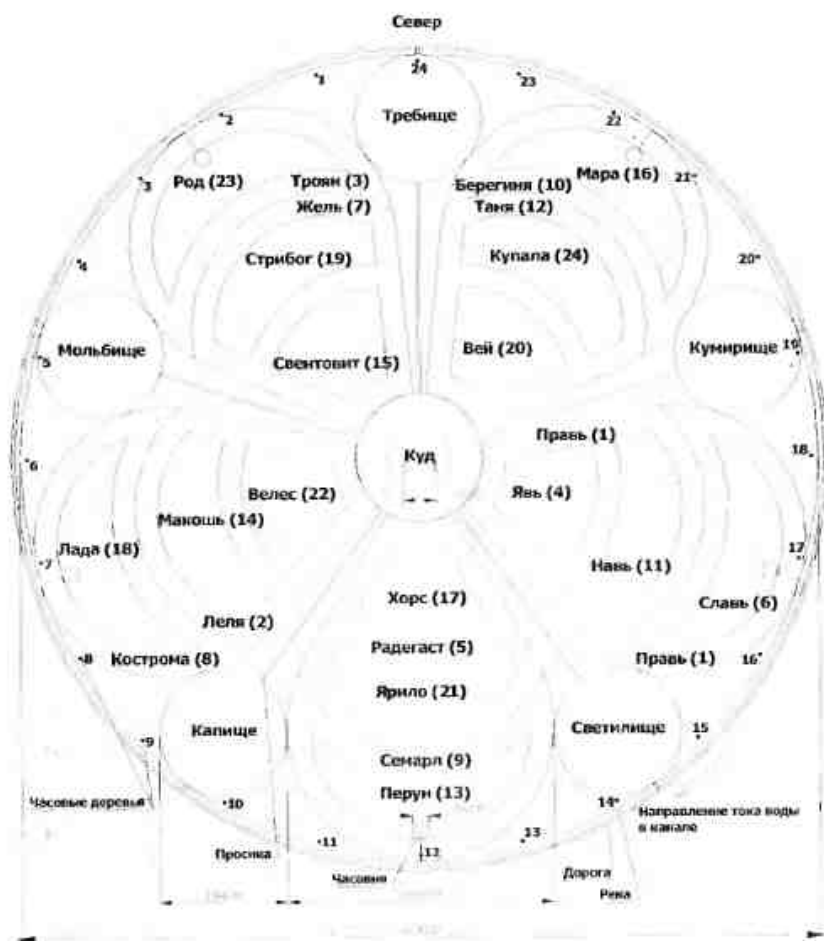 Север
24
1
23
2
22
Требище
3
Род (23)
Троян (3)
Берегиня (10)
Мара (16)
21
Жель (7)
Таня (12)
4
Стрибог (19)
Купала (24)
20
5
Мольбище
Свентовит (15)
Вей (20)
Кумирище
19
6
Куд
Правь (1)
18
Велес (22)
Явь (4)
Макошь (14)
7
Лада (18)
Навь (11)
17
Хорс (17)
Славь (6)
Леля (2)
8
Кострома (8)
Радегаст (5)
Правь (1)
16
Ярило (21)
9
Капище
Светилище
15
Семарл (9)
Часовые деревья
10
Перун (13)
14
Направление тока воды
в канале
11
12
13
Просика
Часовня
Дорога
Река